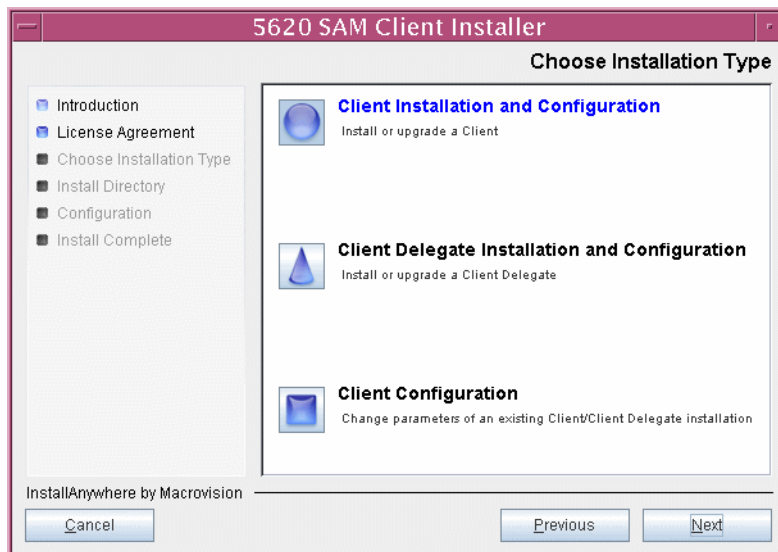 5620 SAM Client Installer
Choose Installation Type
Introduction
License Agreement
Choose Installation Type
Install Directory
Configuration
Install Complete
Client Installation and Configuration
Install or upgrade a Client
Client Delegate Installation and Configuration
Install or upgrade a Client Delegate
Client Configuration
Change parameters of an existing Client/Client Delegate installation
InstallAnywhere by Macrovision
Cancel
Previous
Next